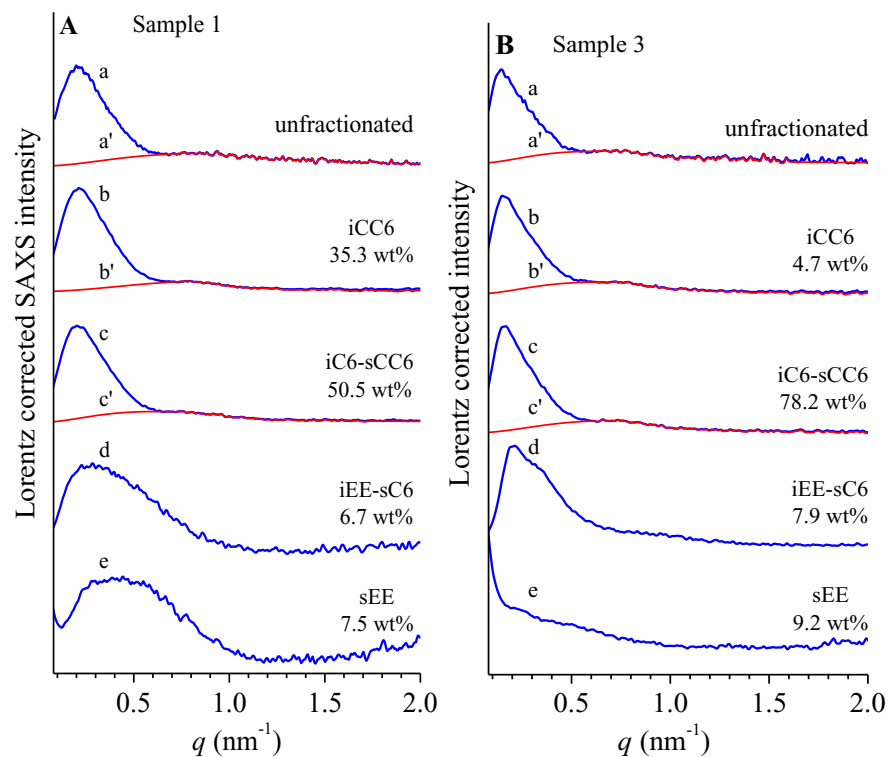 A Sample 1
Lorentz corrected SAXS intensity
a
a'
unfractionated
b
b'
iCC6
35.3 wt%
c
c'
iC6-sCC6
50.5 wt%
d
iEE-sC6
6.7 wt%
e
sEE
7.5 wt%
0.5 1.0 1.5 2.0
q (nm⁻¹)
B Sample 3
Lorentz corrected intensity
a
a'
unfractionated
b
b'
iCC6
4.7 wt%
c
c'
iC6-sCC6
78.2 wt%
d
iEE-sC6
7.9 wt%
e
sEE
9.2 wt%
0.5 1.0 1.5 2.0
q (nm⁻¹)